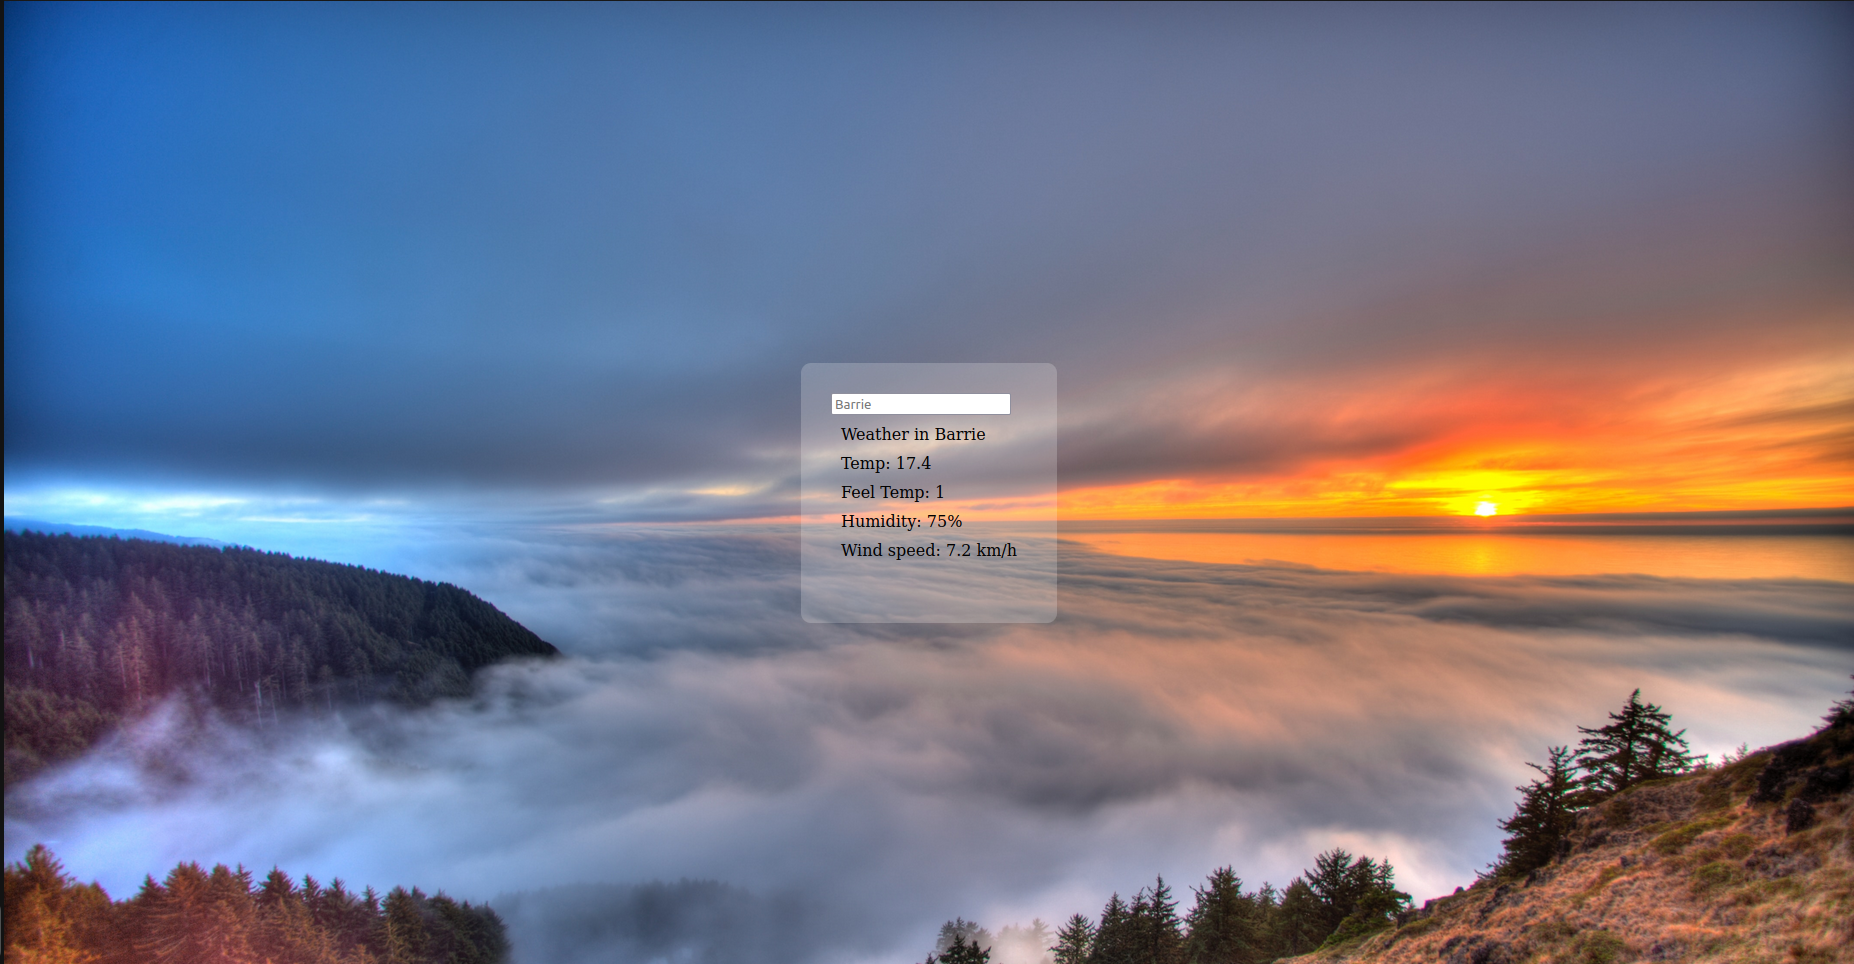 Barrie
Weather in Barrie
Temp: 17.4
Feel Temp: 1
Humidity: 75%
Wind speed: 7.2 km/h